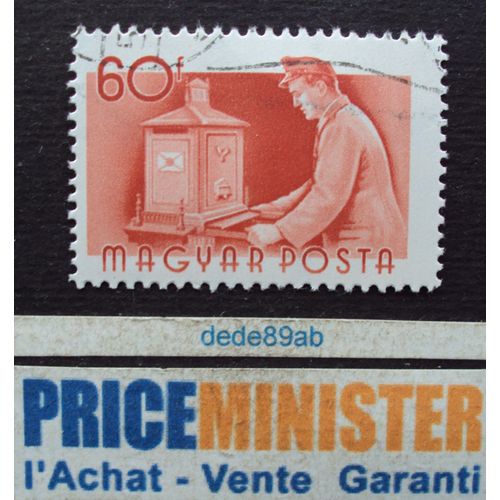 60f
MAGYAR POSTA
dede89ab
PRICEMINISTER
l'Achat - Vente Garanti